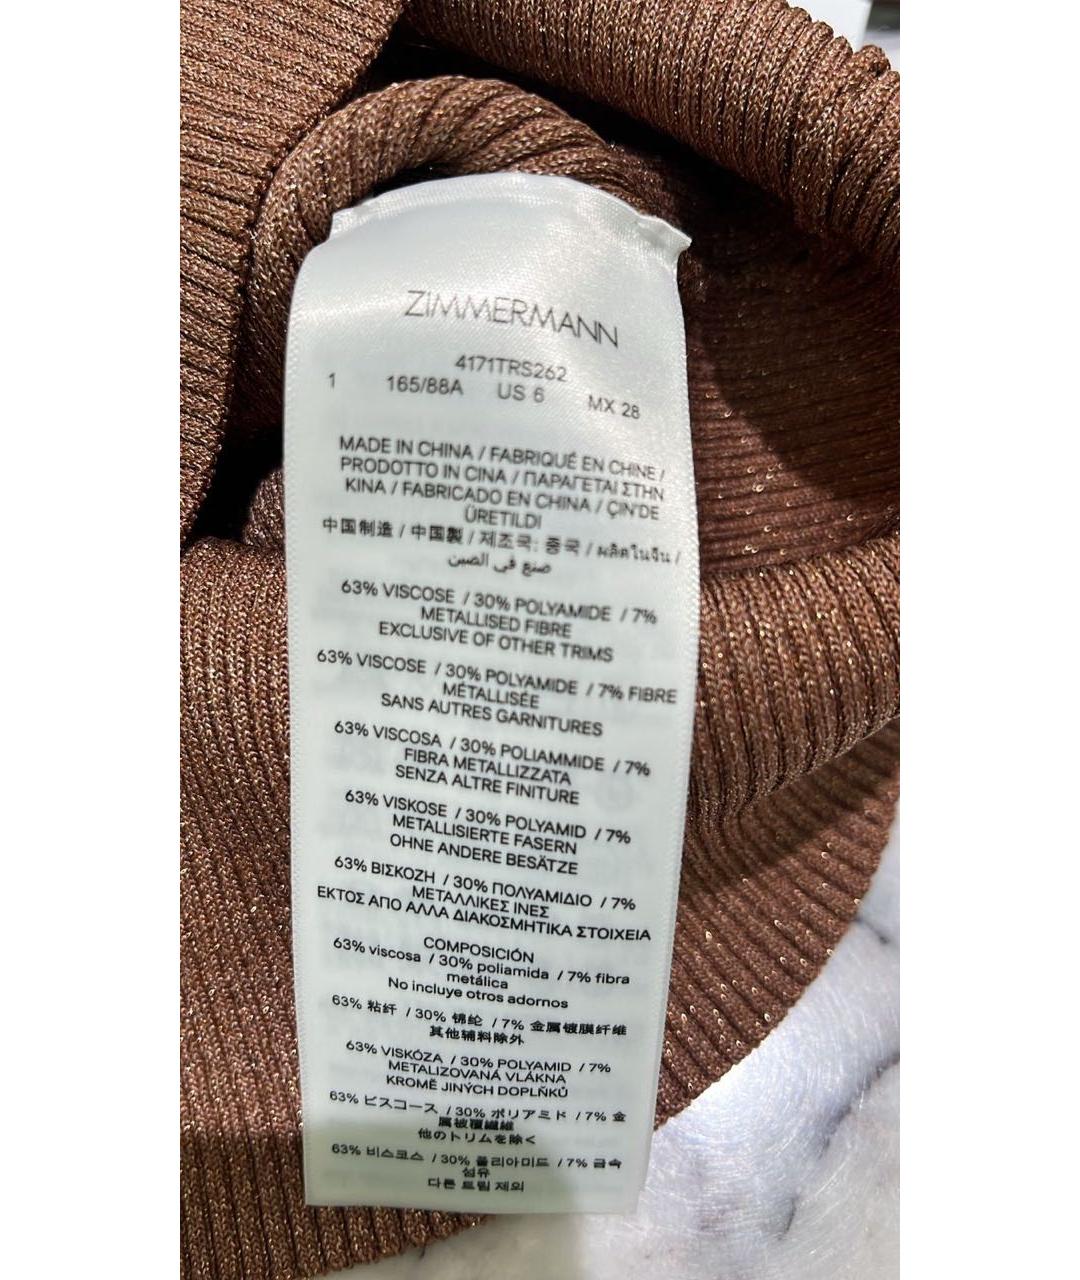 ZIMMERMANN
4171TRS262
1 165/88A US 6 MX 28
MADE IN CHINA / FABRIQUÉ EN CHINE /
PRODOTTO IN CINA / ΠΑΡΑΓΕΤΑΙ ΣΤΗΝ
ΚΙΝΑ / FABRICADO EN CHINA / ÇIN'DE
ÜRETILDI
中国制造 / 中国製 / 제조국: 중국 / ผลิตในจีน /
صنع في الصين
63% VISCOSE / 30% POLYAMIDE / 7%
METALLISED FIBRE
EXCLUSIVE OF OTHER TRIMS
63% VISCOSE / 30% POLYAMIDE / 7% FIBRE
MÉTALLISÉE
SANS AUTRES GARNITURES
63% VISCOSA / 30% POLIAMMIDE / 7%
FIBRA METALLIZZATA
SENZA ALTRE FINITURE
63% VISKOSE / 30% POLYAMID / 7%
METALLISIERTE FASERN
OHNE ANDERE BESÄTZE
63% ΒΙΣΚΟΖΗ / 30% ΠΟΛΥΑΜΙΔΙΟ / 7%
ΜΕΤΑΛΛΙΚΕΣ ΙΝΕΣ
ΕΚΤΟΣ ΑΠΟ ΑΛΛΑ ΔΙΑΚΟΣΜΗΤΙΚΑ ΣΤΟΙΧΕΙΑ
COMPOSICIÓN
63% viscosa / 30% poliamida / 7% fibra
metálica
No incluye otros adornos
63% 粘纤 / 30% 锦纶 / 7% 金属镀膜纤维
其他辅料除外
63% VISKÓZA / 30% POLYAMID / 7%
METALIZOVANÁ VLÁKNA
KROMĚ JINÝCH DOPLŇKŮ
63% ビスコース / 30% ポリアミド / 7% 金
属被覆繊維
他のトリムを除く
63% 비스코스 / 30% 폴리아미드 / 7% 금속
섬유
다른 트림 제외